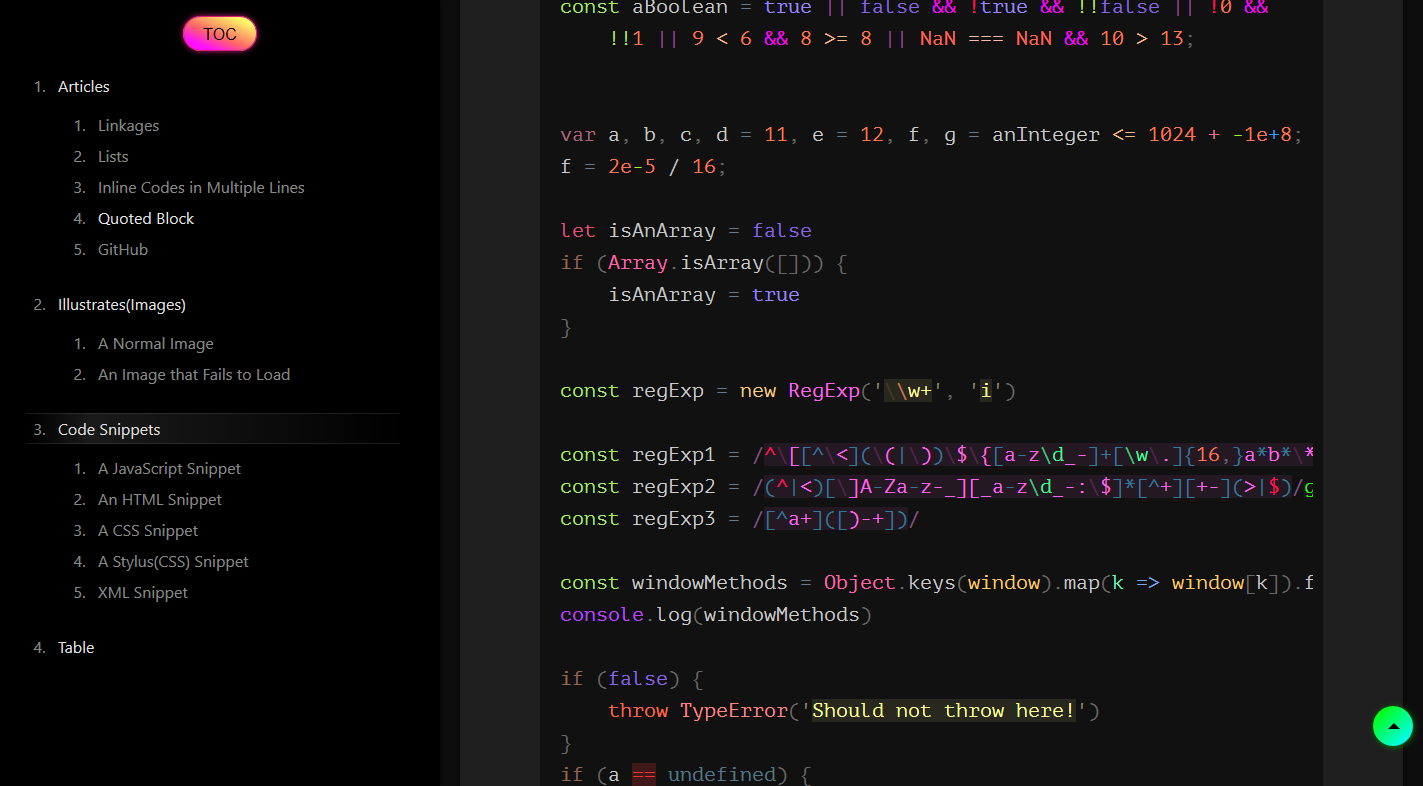 TOC
1. Articles
1. Linkages
2. Lists
3. Inline Codes in Multiple Lines
4. Quoted Block
5. GitHub
2. Illustrates(Images)
1. A Normal Image
2. An Image that Fails to Load
3. Code Snippets
1. A JavaScript Snippet
2. An HTML Snippet
3. A CSS Snippet
4. A Stylus(CSS) Snippet
5. XML Snippet
4. Table
const aBoolean = true || false && !true && !!false || !0 &&
!!1 || 9 < 6 && 8 >= 8 || NaN === NaN && 10 > 13;
var a, b, c, d = 11, e = 12, f, g = anInteger <= 1024 + -1e+8;
f = 2e-5 / 16;
let isAnArray = false
if (Array.isArray([])) {
isAnArray = true
}
const regExp = new RegExp('\\w+', 'i')
const regExp1 = /^\[[^\<](\(|\))\$\{[a-z\d_-]+[\w\.]{16,}a*b*\*
const regExp2 = /(^|<)[\]A-Za-z-_][_a-z\d_-:\$]*[^+][+-](>|$)/g
const regExp3 = /[^a+]([)-+])/
const windowMethods = Object.keys(window).map(k => window[k]).f
console.log(windowMethods)
if (false) {
throw TypeError('Should not throw here!')
}
if (a == undefined) {